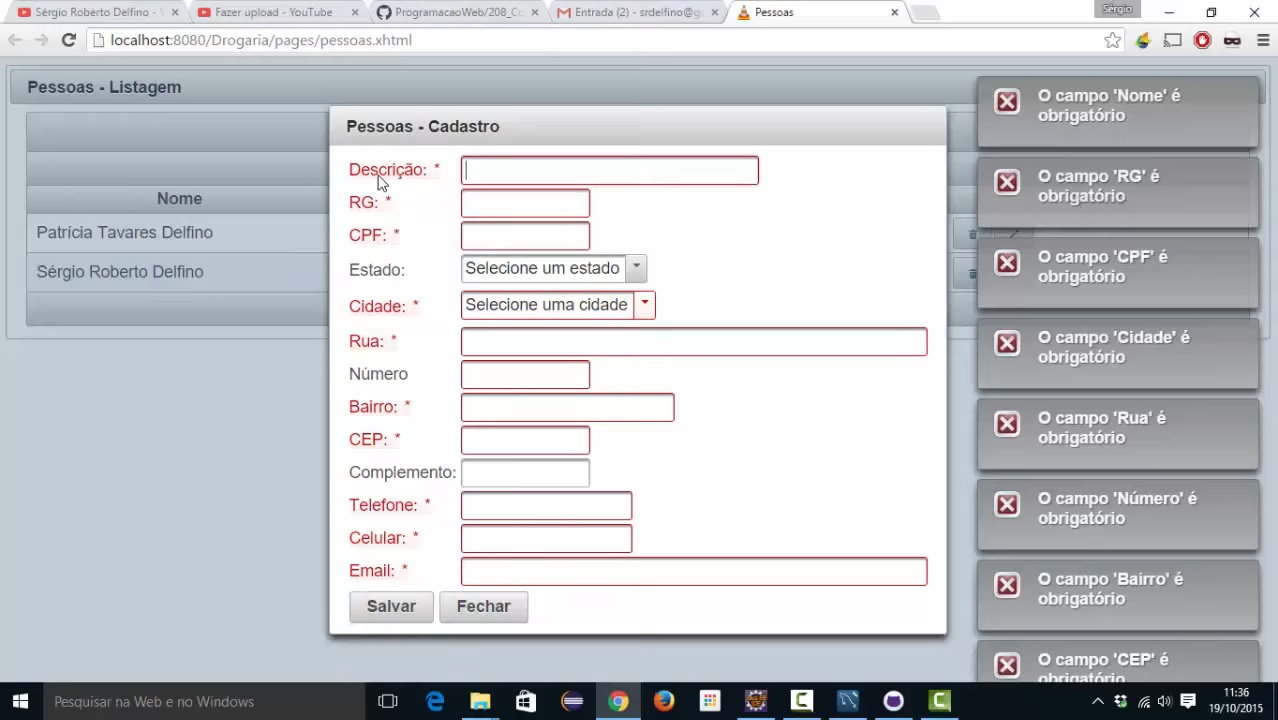 Sérgio Roberto Delfino -
Fazer upload - YouTube
ProgramacaoWeb/208_Co
Entrada (2) - srdelfino@g
Pessoas
Sérgio
localhost:8080/Drogaria/pages/pessoas.xhtml
Pessoas - Listagem
Nome
Patrícia Tavares Delfino
Sérgio Roberto Delfino
Pessoas - Cadastro
Descrição: *
RG: *
CPF: *
Estado: Selecione um estado
Cidade: * Selecione uma cidade
Rua: *
Número
Bairro: *
CEP: *
Complemento:
Telefone: *
Celular: *
Email: *
Salvar Fechar
O campo 'Nome' é
obrigatório
O campo 'RG' é
obrigatório
O campo 'CPF' é
obrigatório
O campo 'Cidade' é
obrigatório
O campo 'Rua' é
obrigatório
O campo 'Número' é
obrigatório
O campo 'Bairro' é
obrigatório
O campo 'CEP' é
obrigatório
Pesquisar na Web e no Windows
11:36
19/10/2015